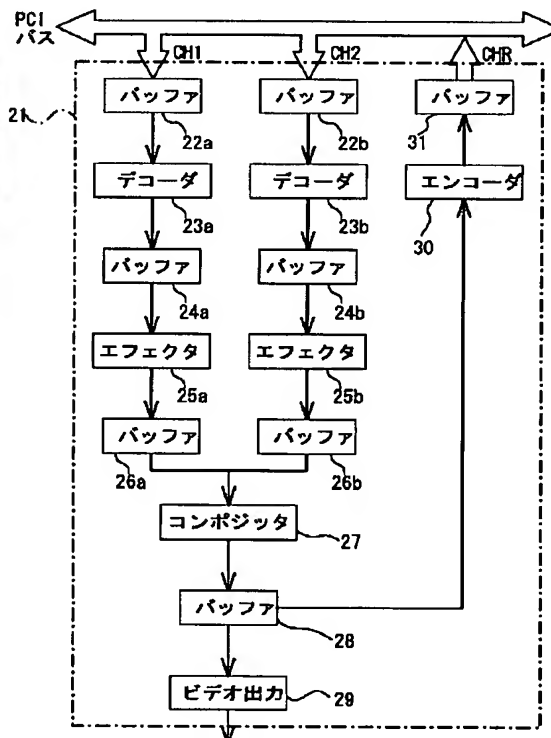 PCI
バス
CH1
CH2
CHR
21
バッファ
バッファ
バッファ
22a
22b
31
デコーダ
デコーダ
エンコーダ
23a
23b
30
バッファ
バッファ
24a
24b
エフェクタ
エフェクタ
25a
25b
バッファ
バッファ
26a
26b
コンポジッタ
27
バッファ
28
ビデオ出力
29